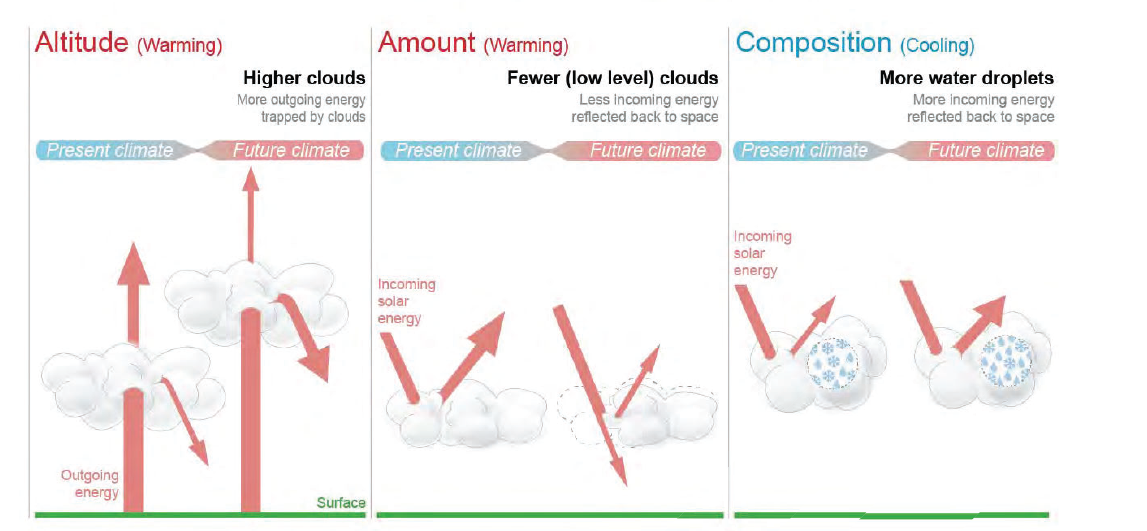 Altitude (Warming)
Higher clouds
More outgoing energy
trapped by clouds
Present climate
Future climate
Outgoing
energy
Surface
Amount (Warming)
Fewer (low level) clouds
Less incoming energy
reflected back to space
Present climate
Future climate
Incoming
solar
energy
Composition (Cooling)
More water droplets
More incoming energy
reflected back to space
Present climate
Future climate
Incoming
solar
energy